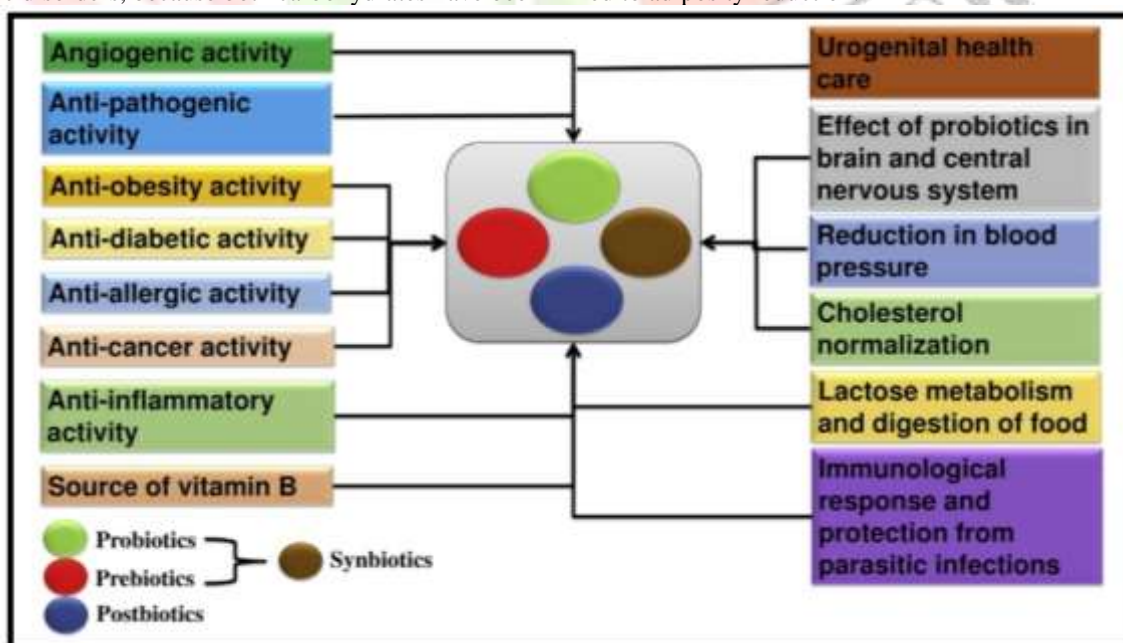 Angiogenic activity
Anti-pathogenic
activity
Anti-obesity activity
Anti-diabetic activity
Anti-allergic activity
Anti-cancer activity
Anti-inflammatory
activity
Source of vitamin B
Urogenital health
care
Effect of probiotics in
brain and central
nervous system
Reduction in blood
pressure
Cholesterol
normalization
Lactose metabolism
and digestion of food
Immunological
response and
protection from
parasitic infections
Probiotics
Prebiotics
Synbiotics
Postbiotics